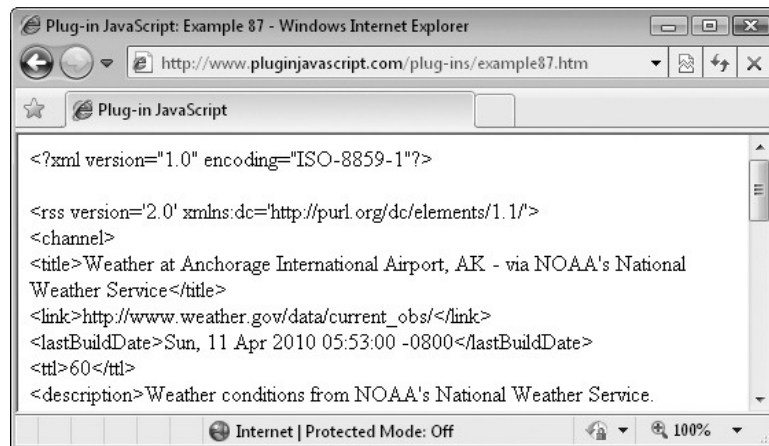 Plug-in JavaScript: Example 87 - Windows Internet Explorer
http://www.pluginjavascript.com/plug-ins/example87.htm
Plug-in JavaScript
<?xml version="1.0" encoding="ISO-8859-1"?>
<rss version='2.0' xmlns:dc='http://purl.org/dc/elements/1.1/'>
<channel>
<title>Weather at Anchorage International Airport, AK - via NOAA's National
Weather Service</title>
<link>http://www.weather.gov/data/current_obs/</link>
<lastBuildDate>Sun, 11 Apr 2010 05:53:00 -0800</lastBuildDate>
<ttl>60</ttl>
<description>Weather conditions from NOAA's National Weather Service.
Internet | Protected Mode: Off
100%